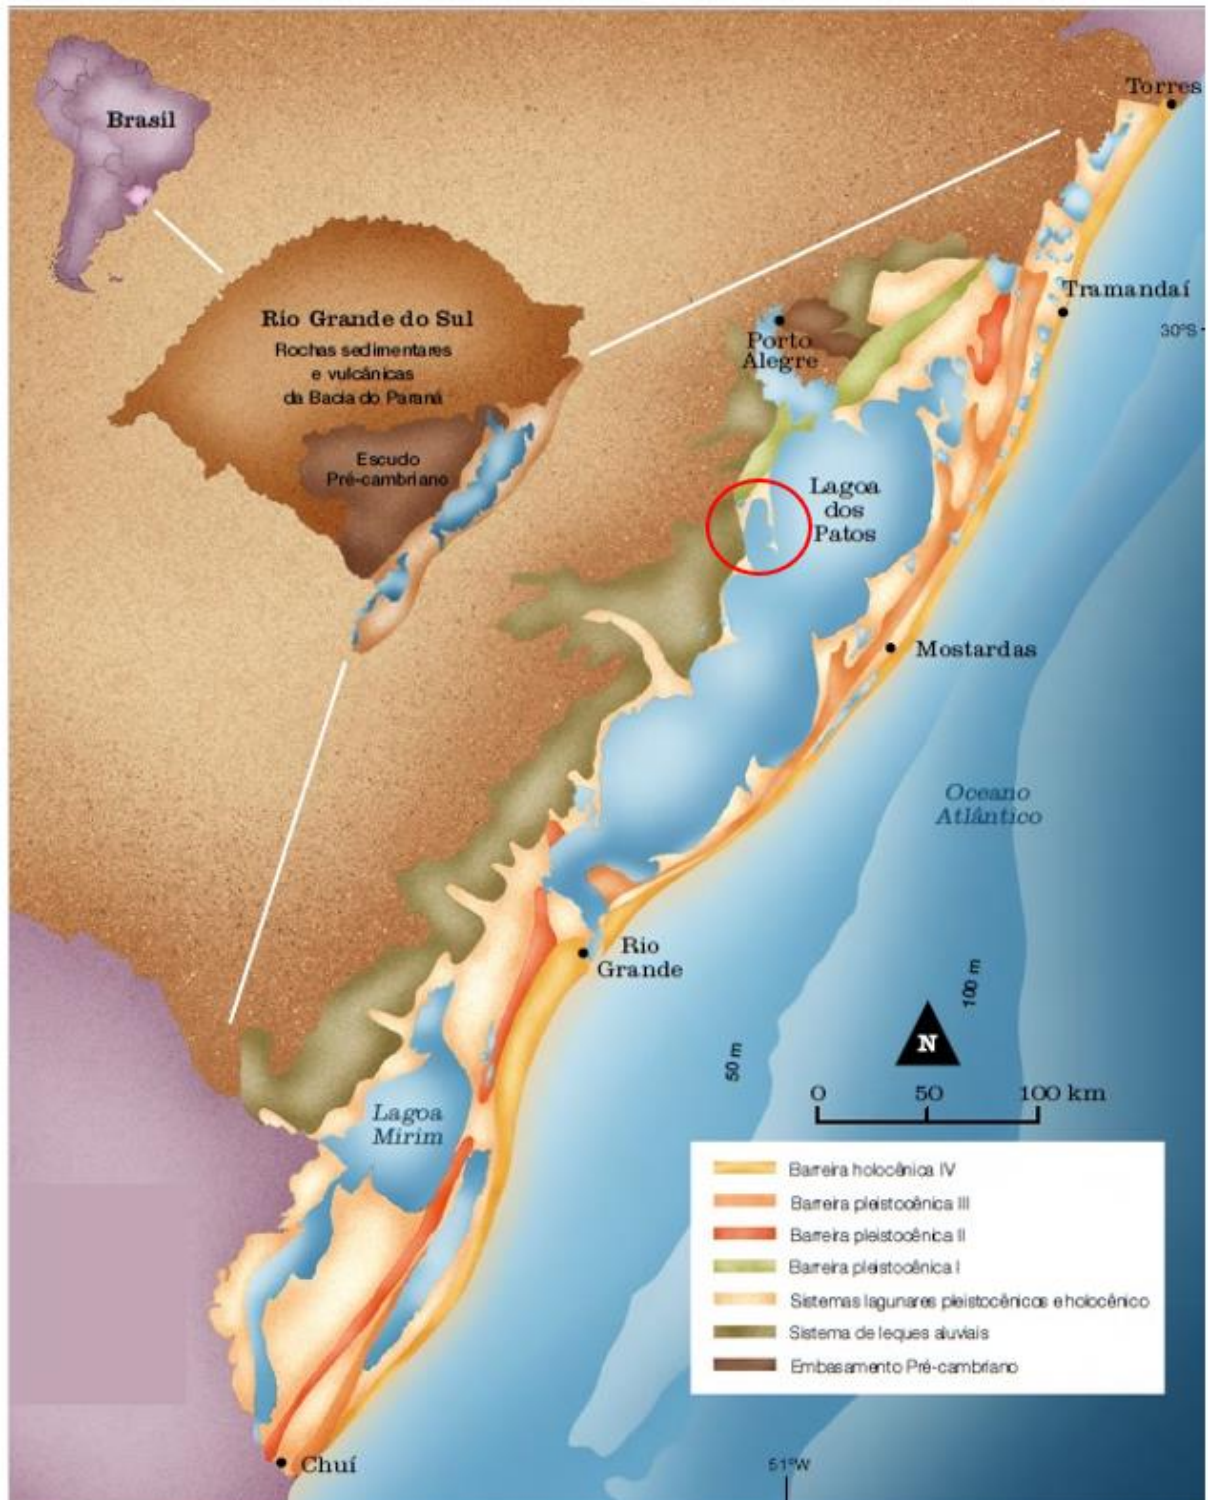 Brasil
Torres
Rio Grande do Sul
Rochas sedimentares
e vulcânicas
da Bacia do Paraná
Escudo
Pré-cambriano
Tramandaí
30ºS
Porto
Alegre
Lagoa
dos
Patos
Mostardas
Oceano
Atlântico
Rio
Grande
100 m
50 m
N
0 50 100 km
Lagoa
Mirim
Barreira holocênica IV
Barreira pleistocênica III
Barreira pleistocênica II
Barreira pleistocênica I
Sistemas lagunares pleistocênicos e holocênico
Sistema de leques aluviais
Embasamento Pré-cambriano
Chuí
51ºW